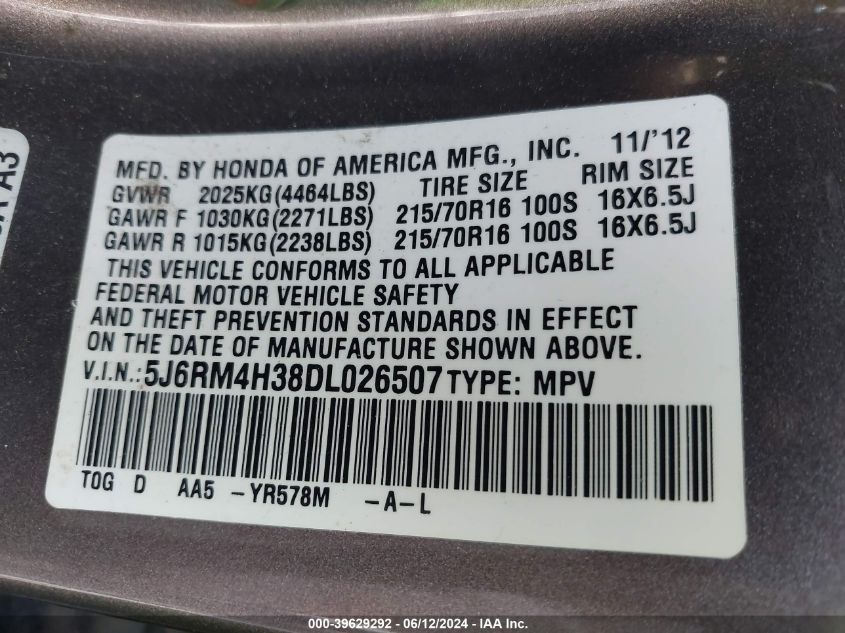 MFD. BY HONDA OF AMERICA MFG., INC. 11/'12
GVWR 2025KG(4464LBS) TIRE SIZE RIM SIZE
GAWR F 1030KG(2271LBS) 215/70R16 100S 16X6.5J
GAWR R 1015KG(2238LBS) 215/70R16 100S 16X6.5J
THIS VEHICLE CONFORMS TO ALL APPLICABLE
FEDERAL MOTOR VEHICLE SAFETY
AND THEFT PREVENTION STANDARDS IN EFFECT
ON THE DATE OF MANUFACTURE SHOWN ABOVE.
V.I.N.:5J6RM4H38DL026507 TYPE: MPV
TOG D AA5 -YR578M -A-L
A3
000-39629292 - 06/12/2024 - IAA Inc.